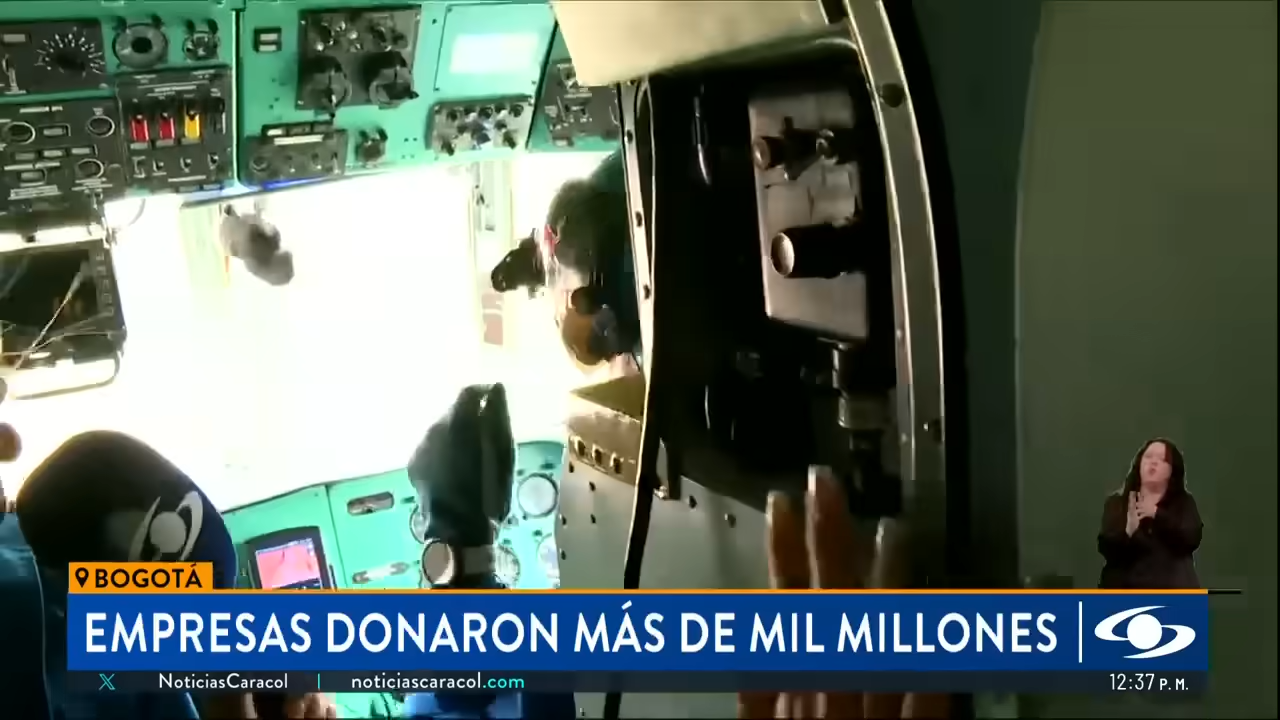 BOGOTÁ
EMPRESAS DONARON MÁS DE MIL MILLONES
NoticiasCaracol | noticiascaracol.com
12:37 P. M.